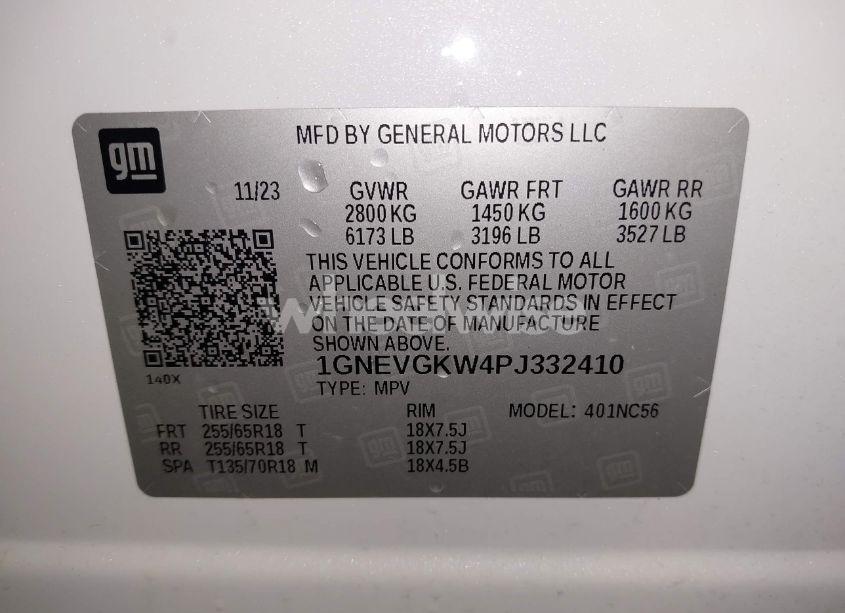 gm
MFD BY GENERAL MOTORS LLC
11/23 GVWR GAWR FRT GAWR RR
2800 KG 1450 KG 1600 KG
6173 LB 3196 LB 3527 LB
THIS VEHICLE CONFORMS TO ALL
APPLICABLE U.S. FEDERAL MOTOR
VEHICLE SAFETY STANDARDS IN EFFECT
ON THE DATE OF MANUFACTURE
SHOWN ABOVE.
1GNEVGKW4PJ332410
140X
TYPE: MPV
TIRE SIZE RIM MODEL: 401NC56
FRT 255/65R18 T 18X7.5J
RR 255/65R18 T 18X7.5J
SPA T135/70R18 M 18X4.5B